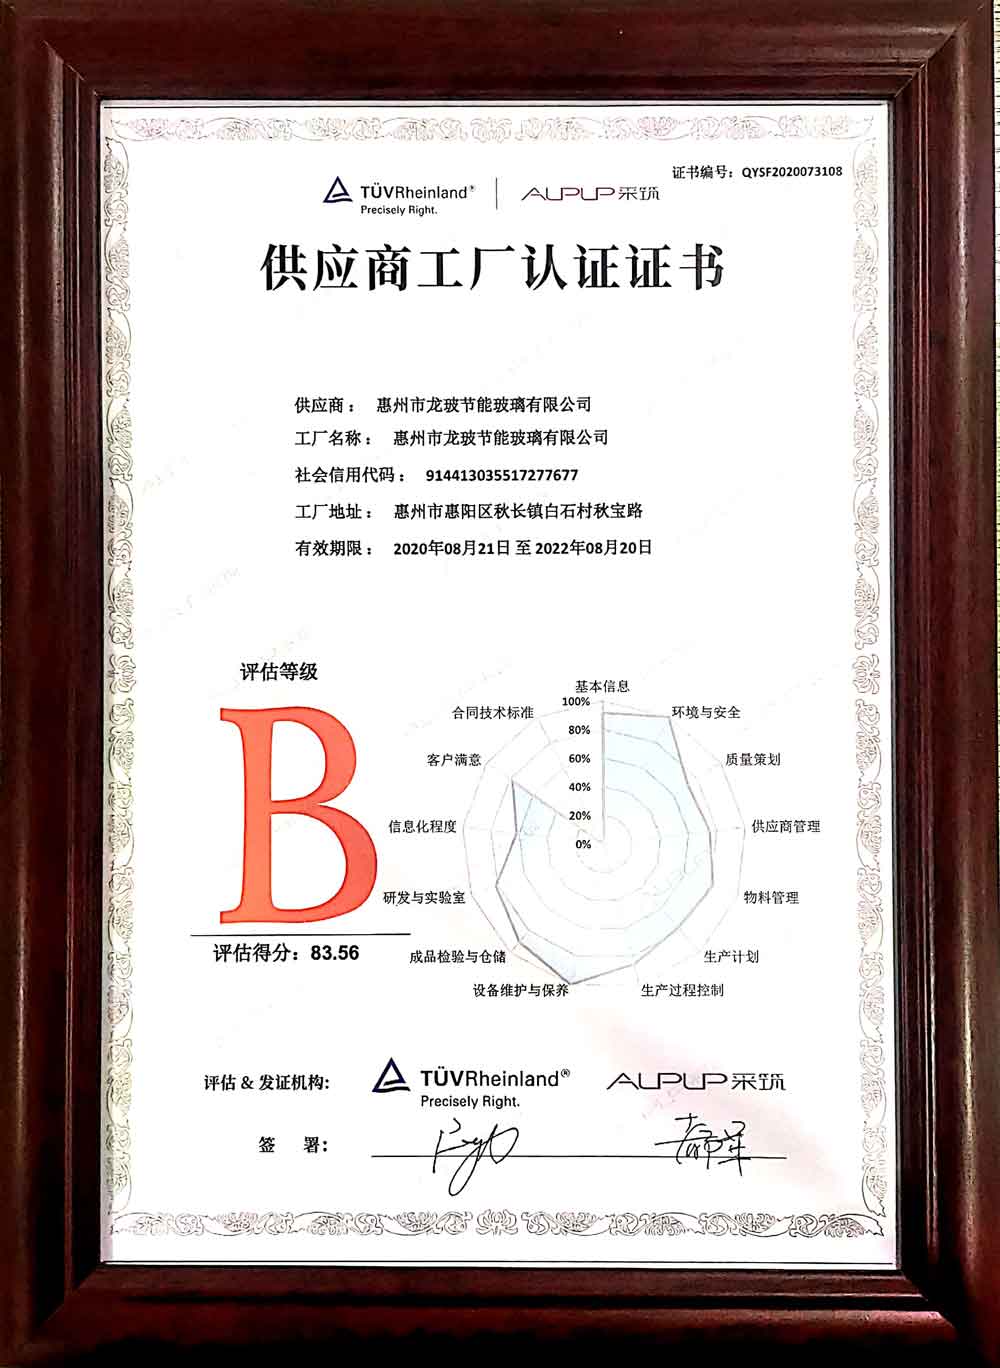 证书编号：QYSF2020073108
TÜVRheinland®
Precisely Right.
AUPUP采筑
供应商工厂认证证书
供应商： 惠州市龙玻节能玻璃有限公司
工厂名称： 惠州市龙玻节能玻璃有限公司
社会信用代码： 914413035517277677
工厂地址： 惠州市惠阳区秋长镇白石村秋宝路
有效期限： 2020年08月21日 至 2022年08月20日
评估等级
B
评估得分：83.56
基本信息
环境与安全
质量策划
供应商管理
物料管理
生产计划
生产过程控制
设备维护与保养
成品检验与仓储
研发与实验室
信息化程度
客户满意
合同技术标准
100%
80%
60%
40%
20%
0%
评估 & 发证机构:
TÜVRheinland®
Precisely Right.
AUPUP采筑
签 署: